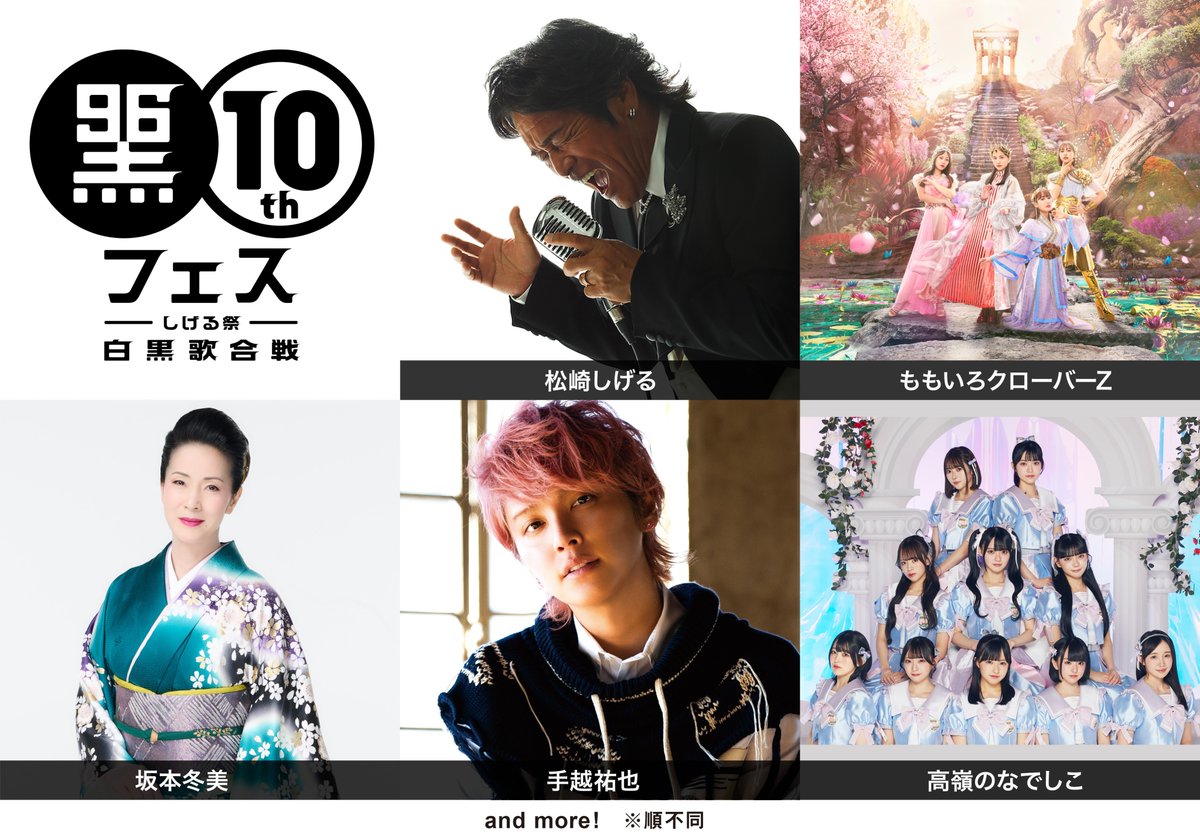 黒
10
th
フェス
しげる祭
白黒歌合戦
松崎しげる
ももいろクローバーZ
坂本冬美
手越祐也
高嶺のなでしこ
and more! ※順不同